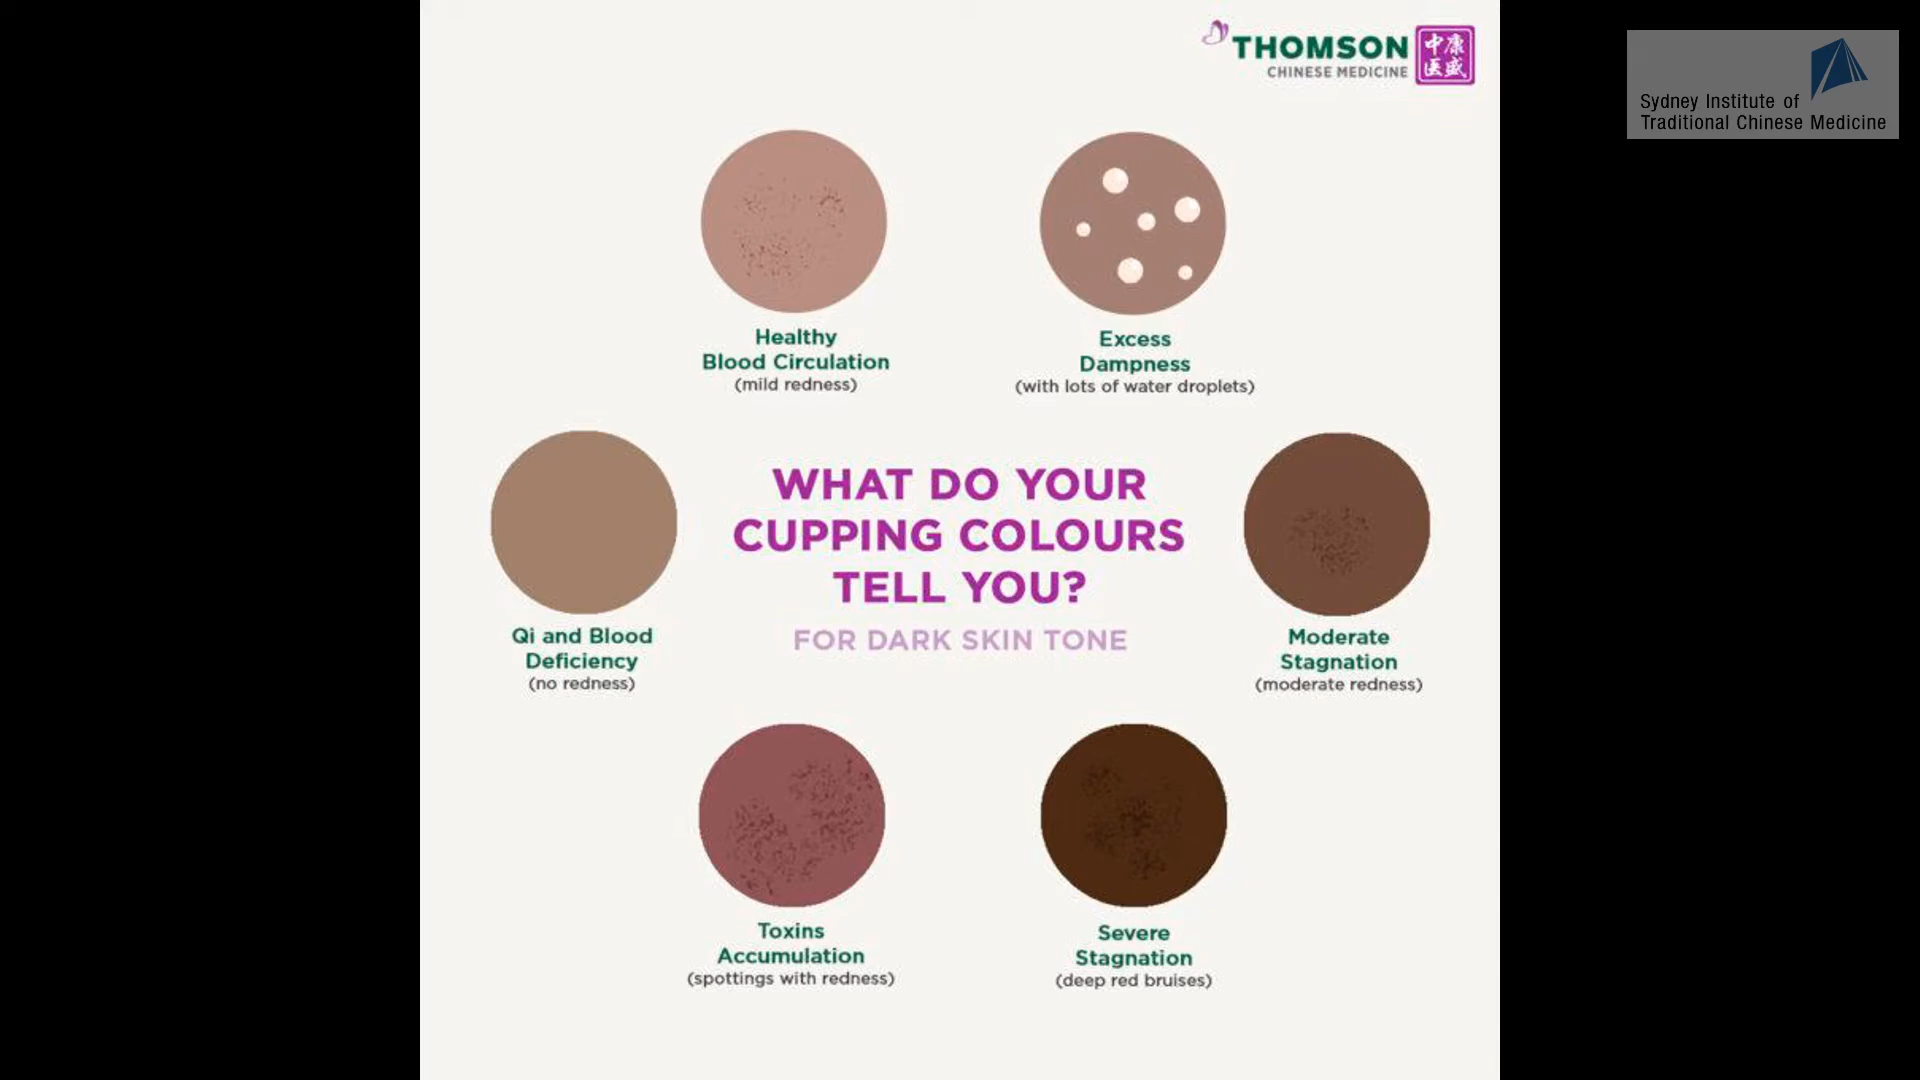 THOMSON
CHINESE MEDICINE
中康
医盛
Sydney Institute of
Traditional Chinese Medicine
Healthy
Blood Circulation
(mild redness)
Excess
Dampness
(with lots of water droplets)
WHAT DO YOUR
CUPPING COLOURS
TELL YOU?
FOR DARK SKIN TONE
Qi and Blood
Deficiency
(no redness)
Moderate
Stagnation
(moderate redness)
Toxins
Accumulation
(spottings with redness)
Severe
Stagnation
(deep red bruises)